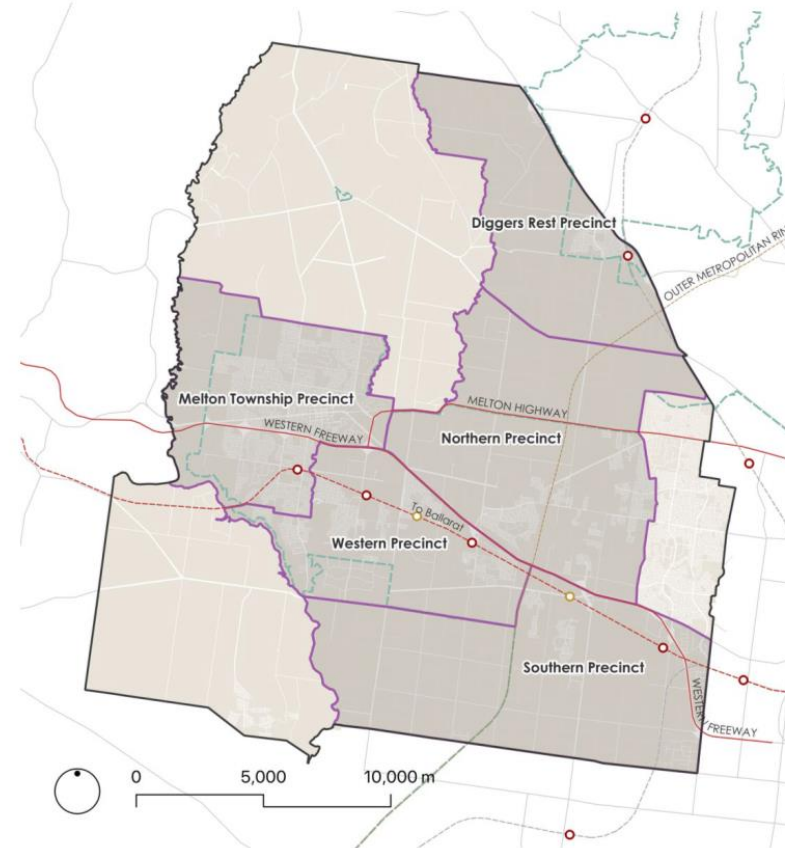 Diggers Rest Precinct
OUTER METROPOLITAN RIN
Melton Township Precinct
MELTON HIGHWAY
WESTERN FREEWAY
Northern Precinct
To Ballarat
Western Precinct
Southern Precinct
WESTERN FREEWAY
0
5,000
10,000 m